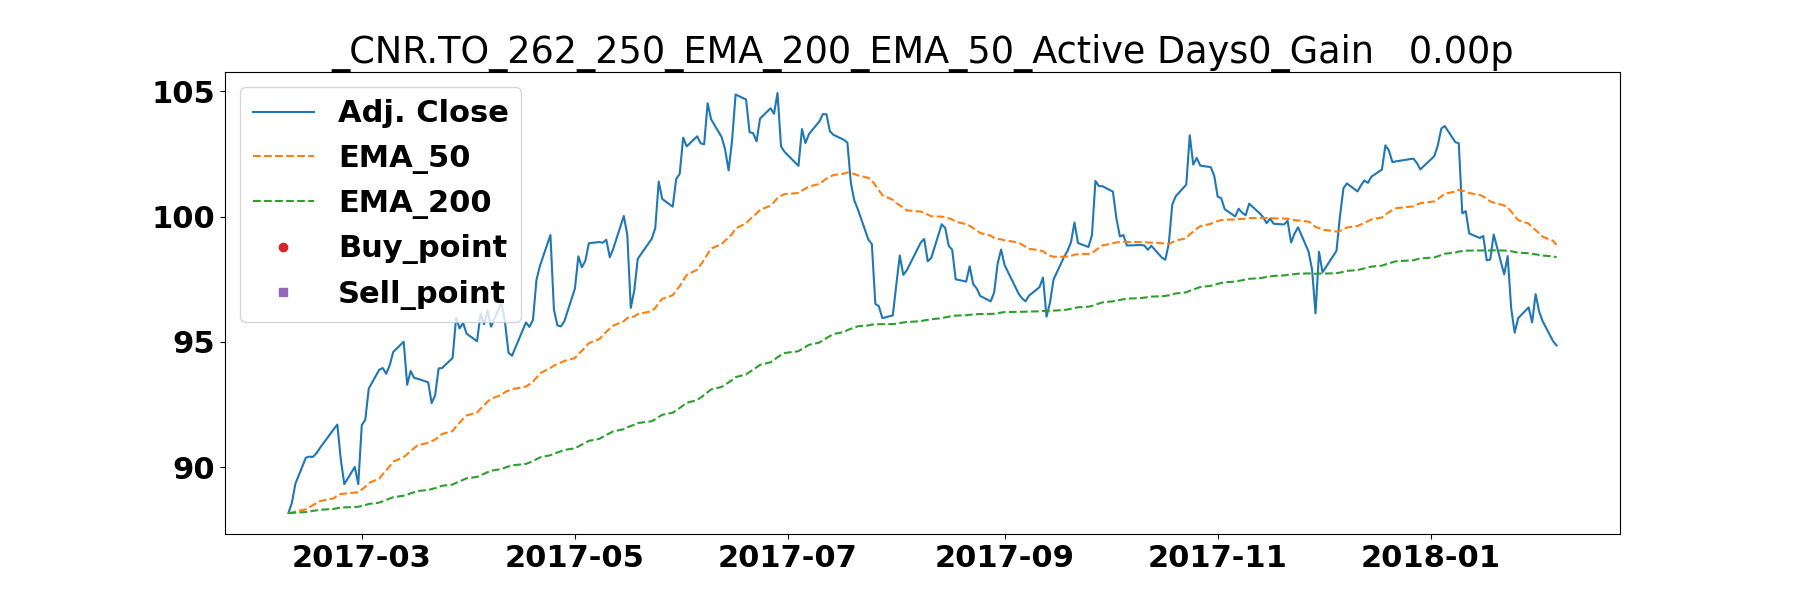 _CNR.TO_262_250_EMA_200_EMA_50_Active Days0_Gain   0.00p
105
100
95
90
Adj. Close
EMA_50
EMA_200
Buy_point
Sell_point
2017-03 2017-05 2017-07 2017-09 2017-11 2018-01